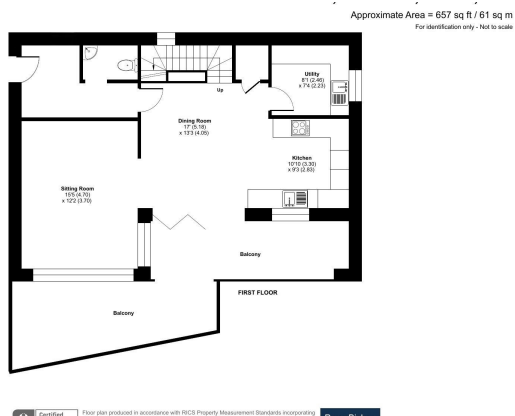 Approximate Area = 657 sq ft / 61 sq m
For identification only - Not to scale
Utility
8'1 (2.46)
x 7'4 (2.23)
Up
Dining Room
17' (5.18)
x 13'3 (4.05)
Kitchen
10'10 (3.30)
x 9'3 (2.83)
Sitting Room
15'5 (4.70)
x 12'2 (3.70)
Balcony
FIRST FLOOR
Balcony
Certified
Floor plan produced in accordance with RICS Property Measurement Standards incorporating